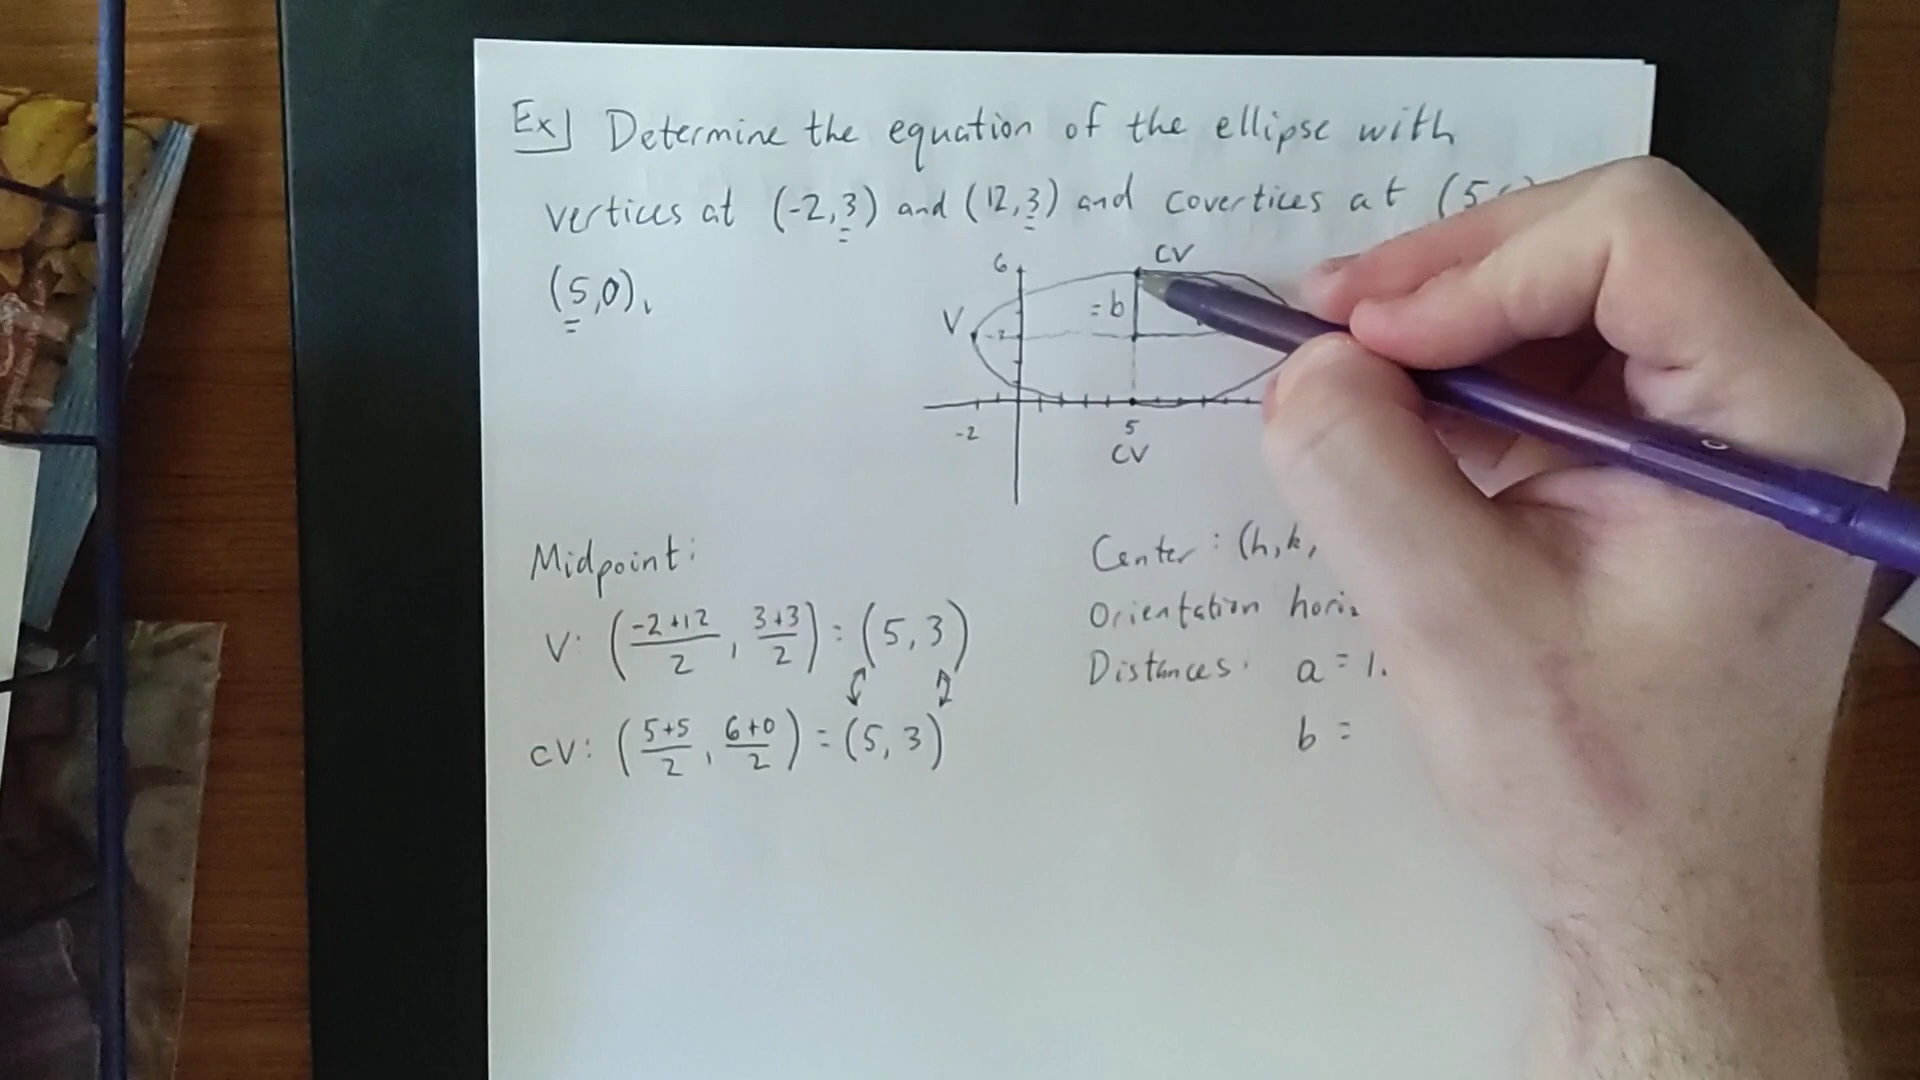 Ex] Determine the equation of the ellipse with
vertices at (-2,3) and (12,3) and covertices at (5
(5,0).
6
CV
= b
V
-2
5
CV
Midpoint:
V: (-2+12/2, 3+3/2) = (5,3)
CV: (5+5/2, 6+0/2) = (5,3)
Center: (h,k,
Orientation
Distances: a =
b =